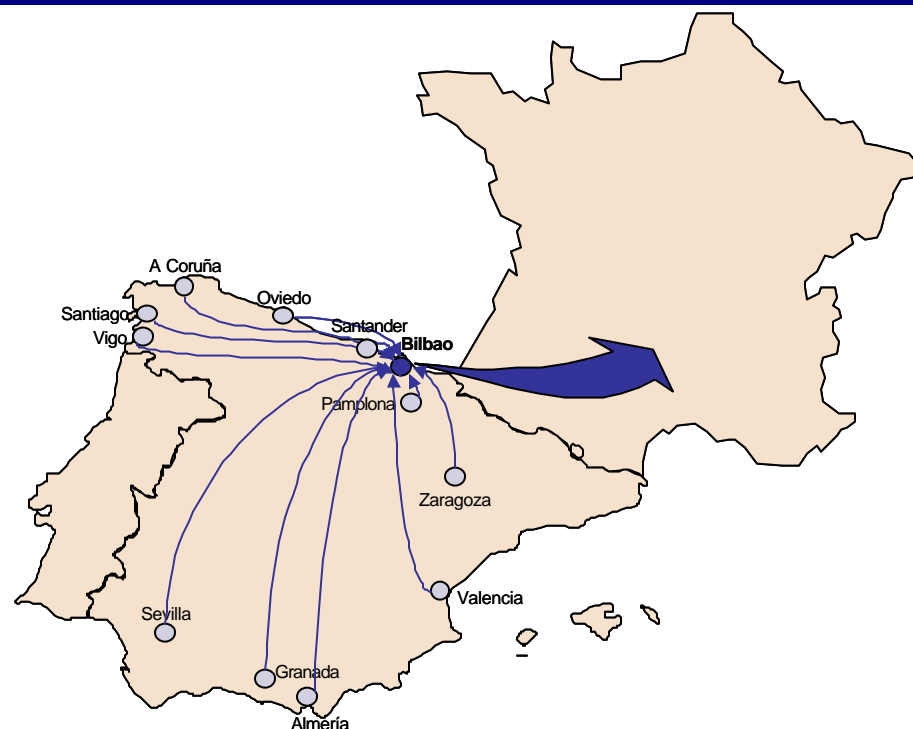 A Coruña
Oviedo
Santiago
Santander
Vigo
Bilbao
Pamplona
Zaragoza
Valencia
Sevilla
Granada
Almería